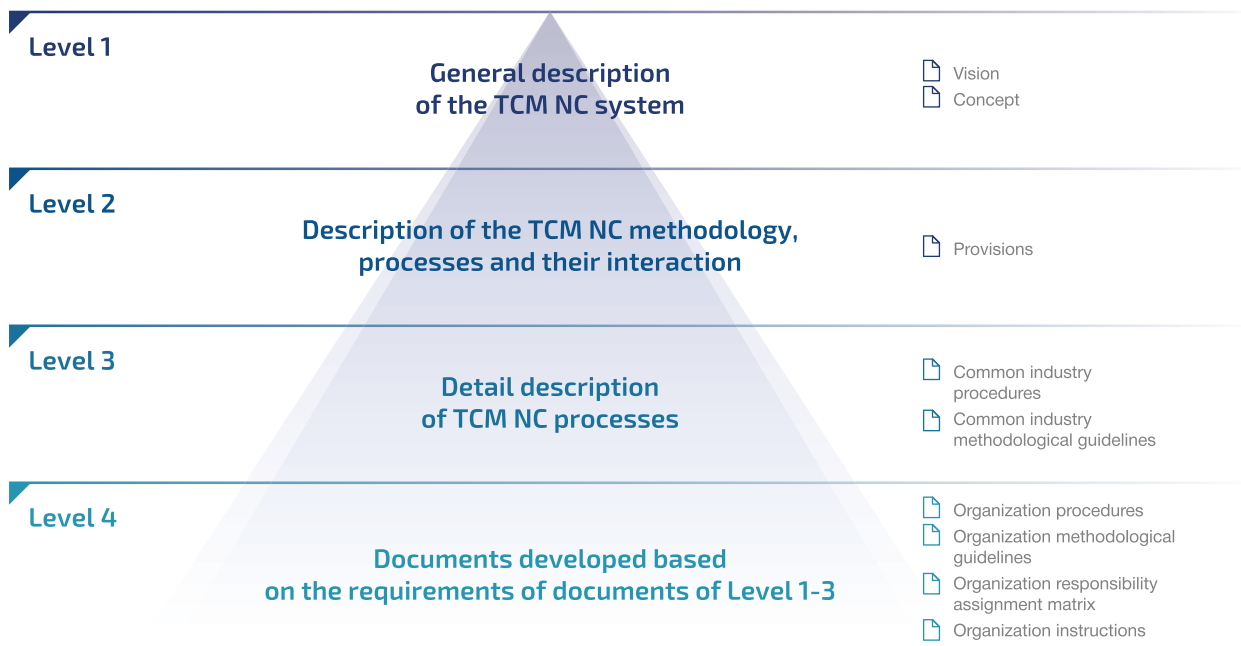 Level 1
General description
of the TCM NC system
Vision
Concept
Level 2
Description of the TCM NC methodology,
processes and their interaction
Provisions
Level 3
Detail description
of TCM NC processes
Common industry
procedures
Common industry
methodological guidelines
Level 4
Documents developed based
on the requirements of documents of Level 1-3
Organization procedures
Organization methodological
guidelines
Organization responsibility
assignment matrix
Organization instructions